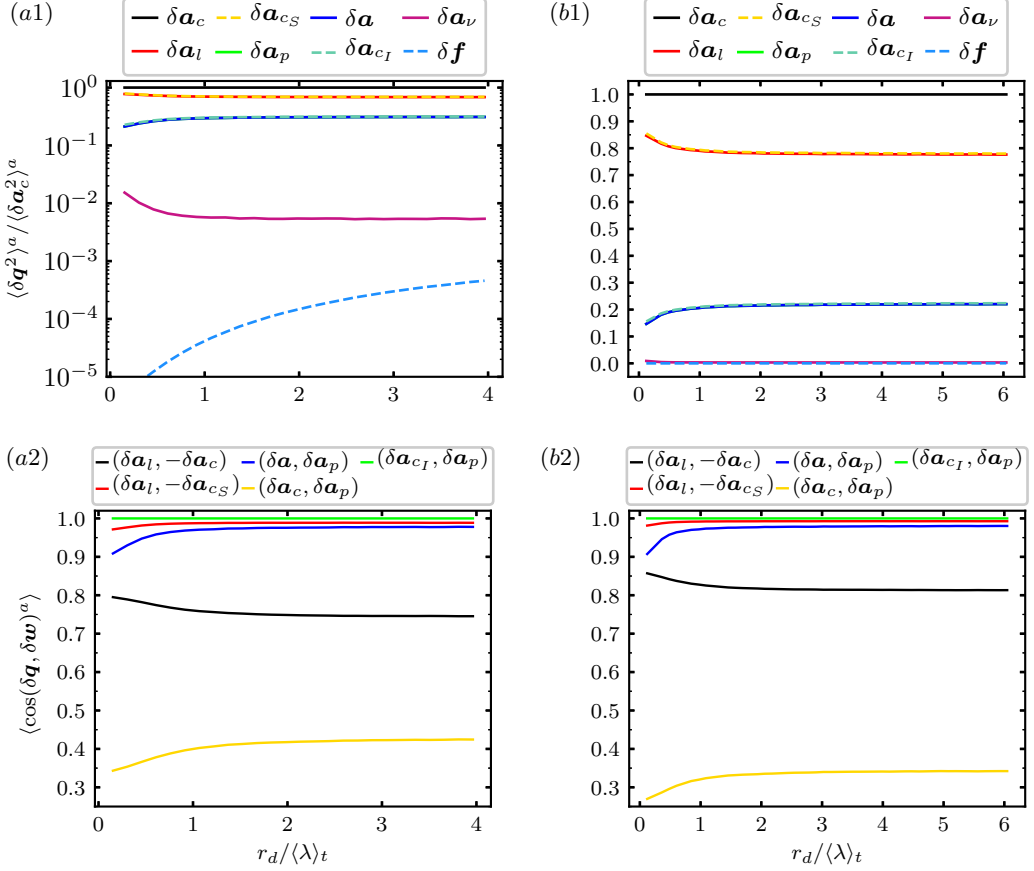 (a1)
δa_c δa_{c_S} δa δa_ν
δa_l δa_p δa_{c_I} δf
10^0
10^{-1}
10^{-2}
10^{-3}
10^{-4}
10^{-5}
⟨δq^2⟩^a/⟨δa_c^2⟩^a
0 1 2 3 4
(b1)
δa_c δa_{c_S} δa δa_ν
δa_l δa_p δa_{c_I} δf
1.0
0.9
0.8
0.7
0.6
0.5
0.4
0.3
0.2
0.1
0.0
0 1 2 3 4 5 6
(a2)
(δa_l, −δa_c) (δa, δa_p) (δa_{c_I}, δa_p)
(δa_l, −δa_{c_S}) (δa_c, δa_p)
1.0
0.9
0.8
0.7
0.6
0.5
0.4
0.3
⟨cos(δq, δw)^a⟩
0 1 2 3 4
r_d/⟨λ⟩_t
(b2)
(δa_l, −δa_c) (δa, δa_p) (δa_{c_I}, δa_p)
(δa_l, −δa_{c_S}) (δa_c, δa_p)
1.0
0.9
0.8
0.7
0.6
0.5
0.4
0.3
0 1 2 3 4 5 6
r_d/⟨λ⟩_t